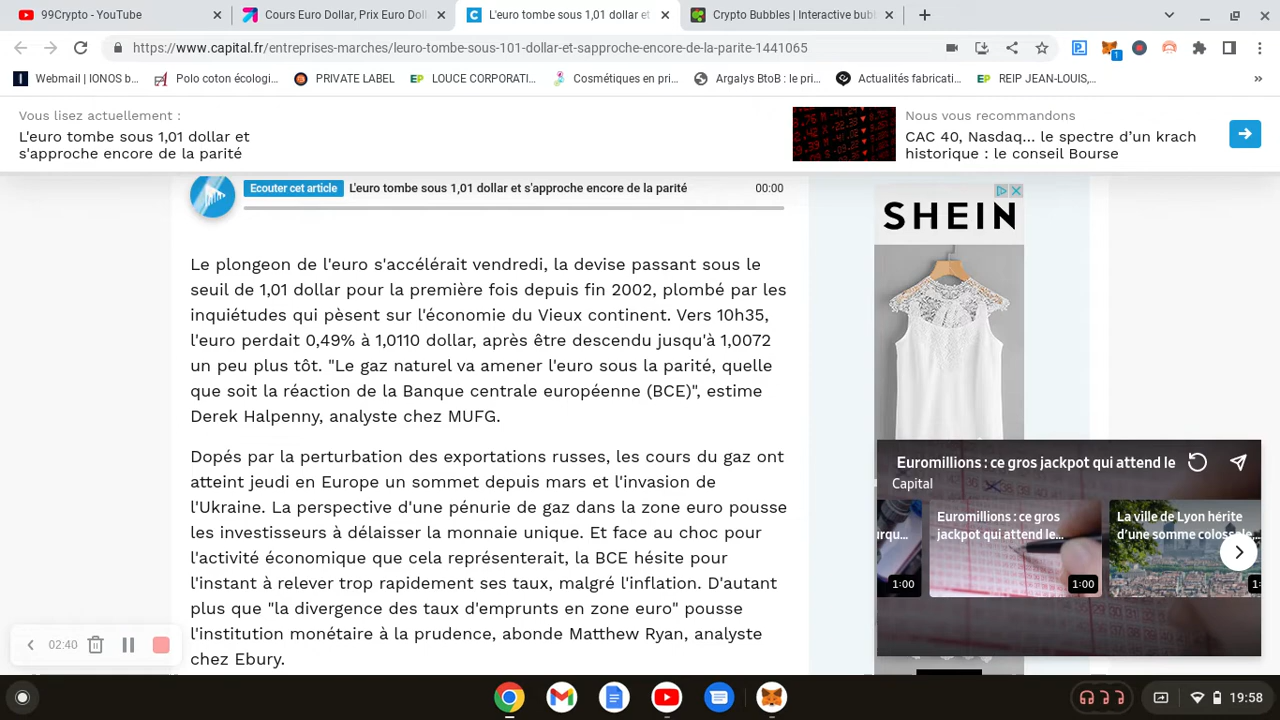 99Crypto - YouTube
Cours Euro Dollar, Prix Euro Doll
L'euro tombe sous 1,01 dollar et
Crypto Bubbles | Interactive bubb
https://www.capital.fr/entreprises-marches/leuro-tombe-sous-101-dollar-et-sapproche-encore-de-la-parite-1441065
1
Webmail | IONOS b...
Polo coton écologi...
PRIVATE LABEL
LOUCE CORPORATI...
Cosmétiques en pri...
Argalys BtoB : le pri...
Actualités fabricati...
REIP JEAN-LOUIS,...
»
Vous lisez actuellement :
L'euro tombe sous 1,01 dollar et
s'approche encore de la parité
Nous vous recommandons
CAC 40, Nasdaq... le spectre d'un krach
historique : le conseil Bourse
Ecouter cet article
L'euro tombe sous 1,01 dollar et s'approche encore de la parité
00:00
Le plongeon de l'euro s'accélérait vendredi, la devise passant sous le
seuil de 1,01 dollar pour la première fois depuis fin 2002, plombé par les
inquiétudes qui pèsent sur l'économie du Vieux continent. Vers 10h35,
l'euro perdait 0,49% à 1,0110 dollar, après être descendu jusqu'à 1,0072
un peu plus tôt. "Le gaz naturel va amener l'euro sous la parité, quelle
que soit la réaction de la Banque centrale européenne (BCE)", estime
Derek Halpenny, analyste chez MUFG.
Dopés par la perturbation des exportations russes, les cours du gaz ont
atteint jeudi en Europe un sommet depuis mars et l'invasion de
l'Ukraine. La perspective d'une pénurie de gaz dans la zone euro pousse
les investisseurs à délaisser la monnaie unique. Et face au choc pour
l'activité économique que cela représenterait, la BCE hésite pour
l'instant à relever trop rapidement ses taux, malgré l'inflation. D'autant
plus que "la divergence des taux d'emprunts en zone euro" pousse
l'institution monétaire à la prudence, abonde Matthew Ryan, analyste
chez Ebury.
SHEIN
Euromillions : ce gros jackpot qui attend le
Capital
urqu...
1:00
Euromillions : ce gros
jackpot qui attend le...
1:00
La ville de Lyon hérite
d'une somme colossale,...
1:
02:40
19:58